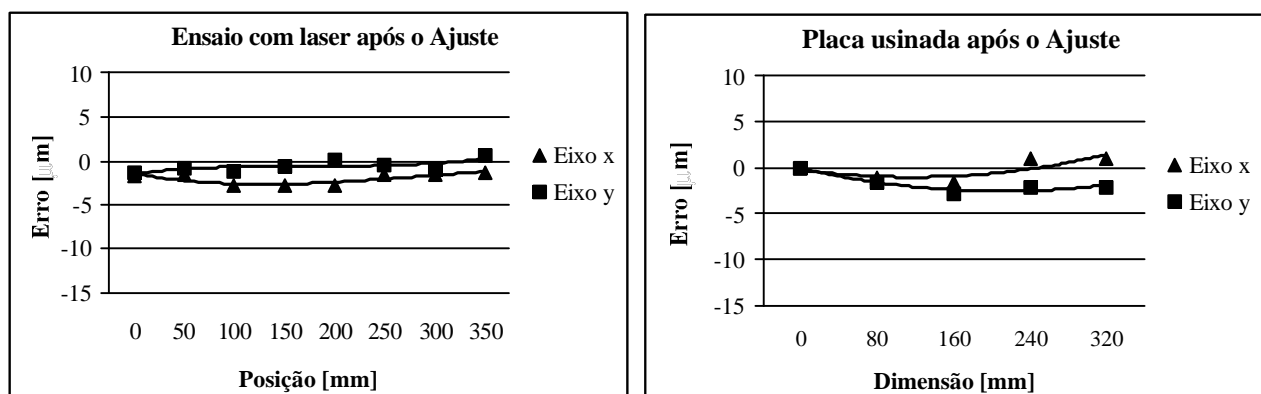 Ensaio com laser após o Ajuste
10
5
0
-5
-10
-15
Erro [μm]
0 50 100 150 200 250 300 350
Posição [mm]
Eixo x
Eixo y
Placa usinada após o Ajuste
10
5
0
-5
-10
-15
Erro [μm]
0 80 160 240 320
Dimensão [mm]
Eixo x
Eixo y